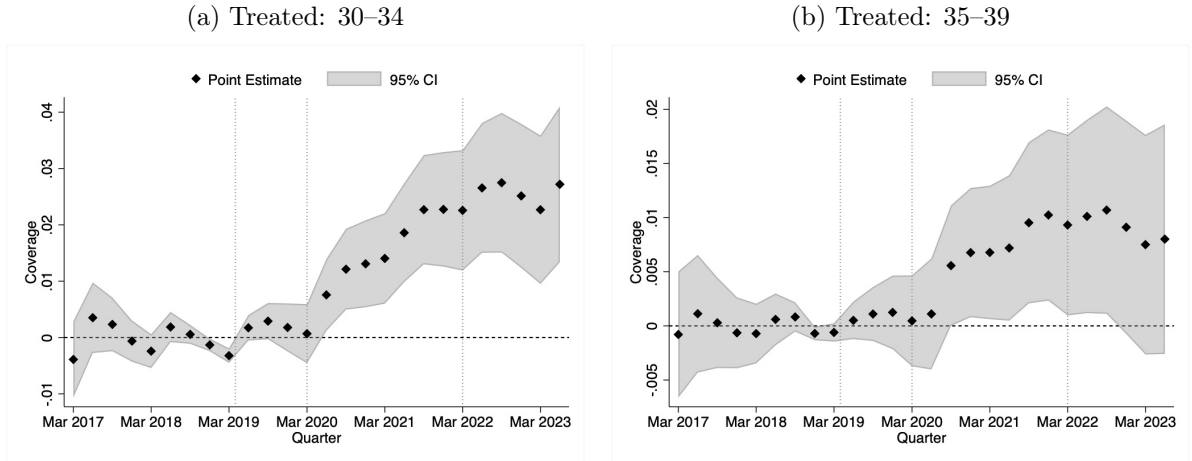 (a) Treated: 30–34
Point Estimate 95% CI
Coverage
.04
.03
.02
.01
0
-.01
Mar 2017 Mar 2018 Mar 2019 Mar 2020 Mar 2021 Mar 2022 Mar 2023
Quarter
(b) Treated: 35–39
Point Estimate 95% CI
Coverage
.02
.015
.01
.005
0
-.005
Mar 2017 Mar 2018 Mar 2019 Mar 2020 Mar 2021 Mar 2022 Mar 2023
Quarter